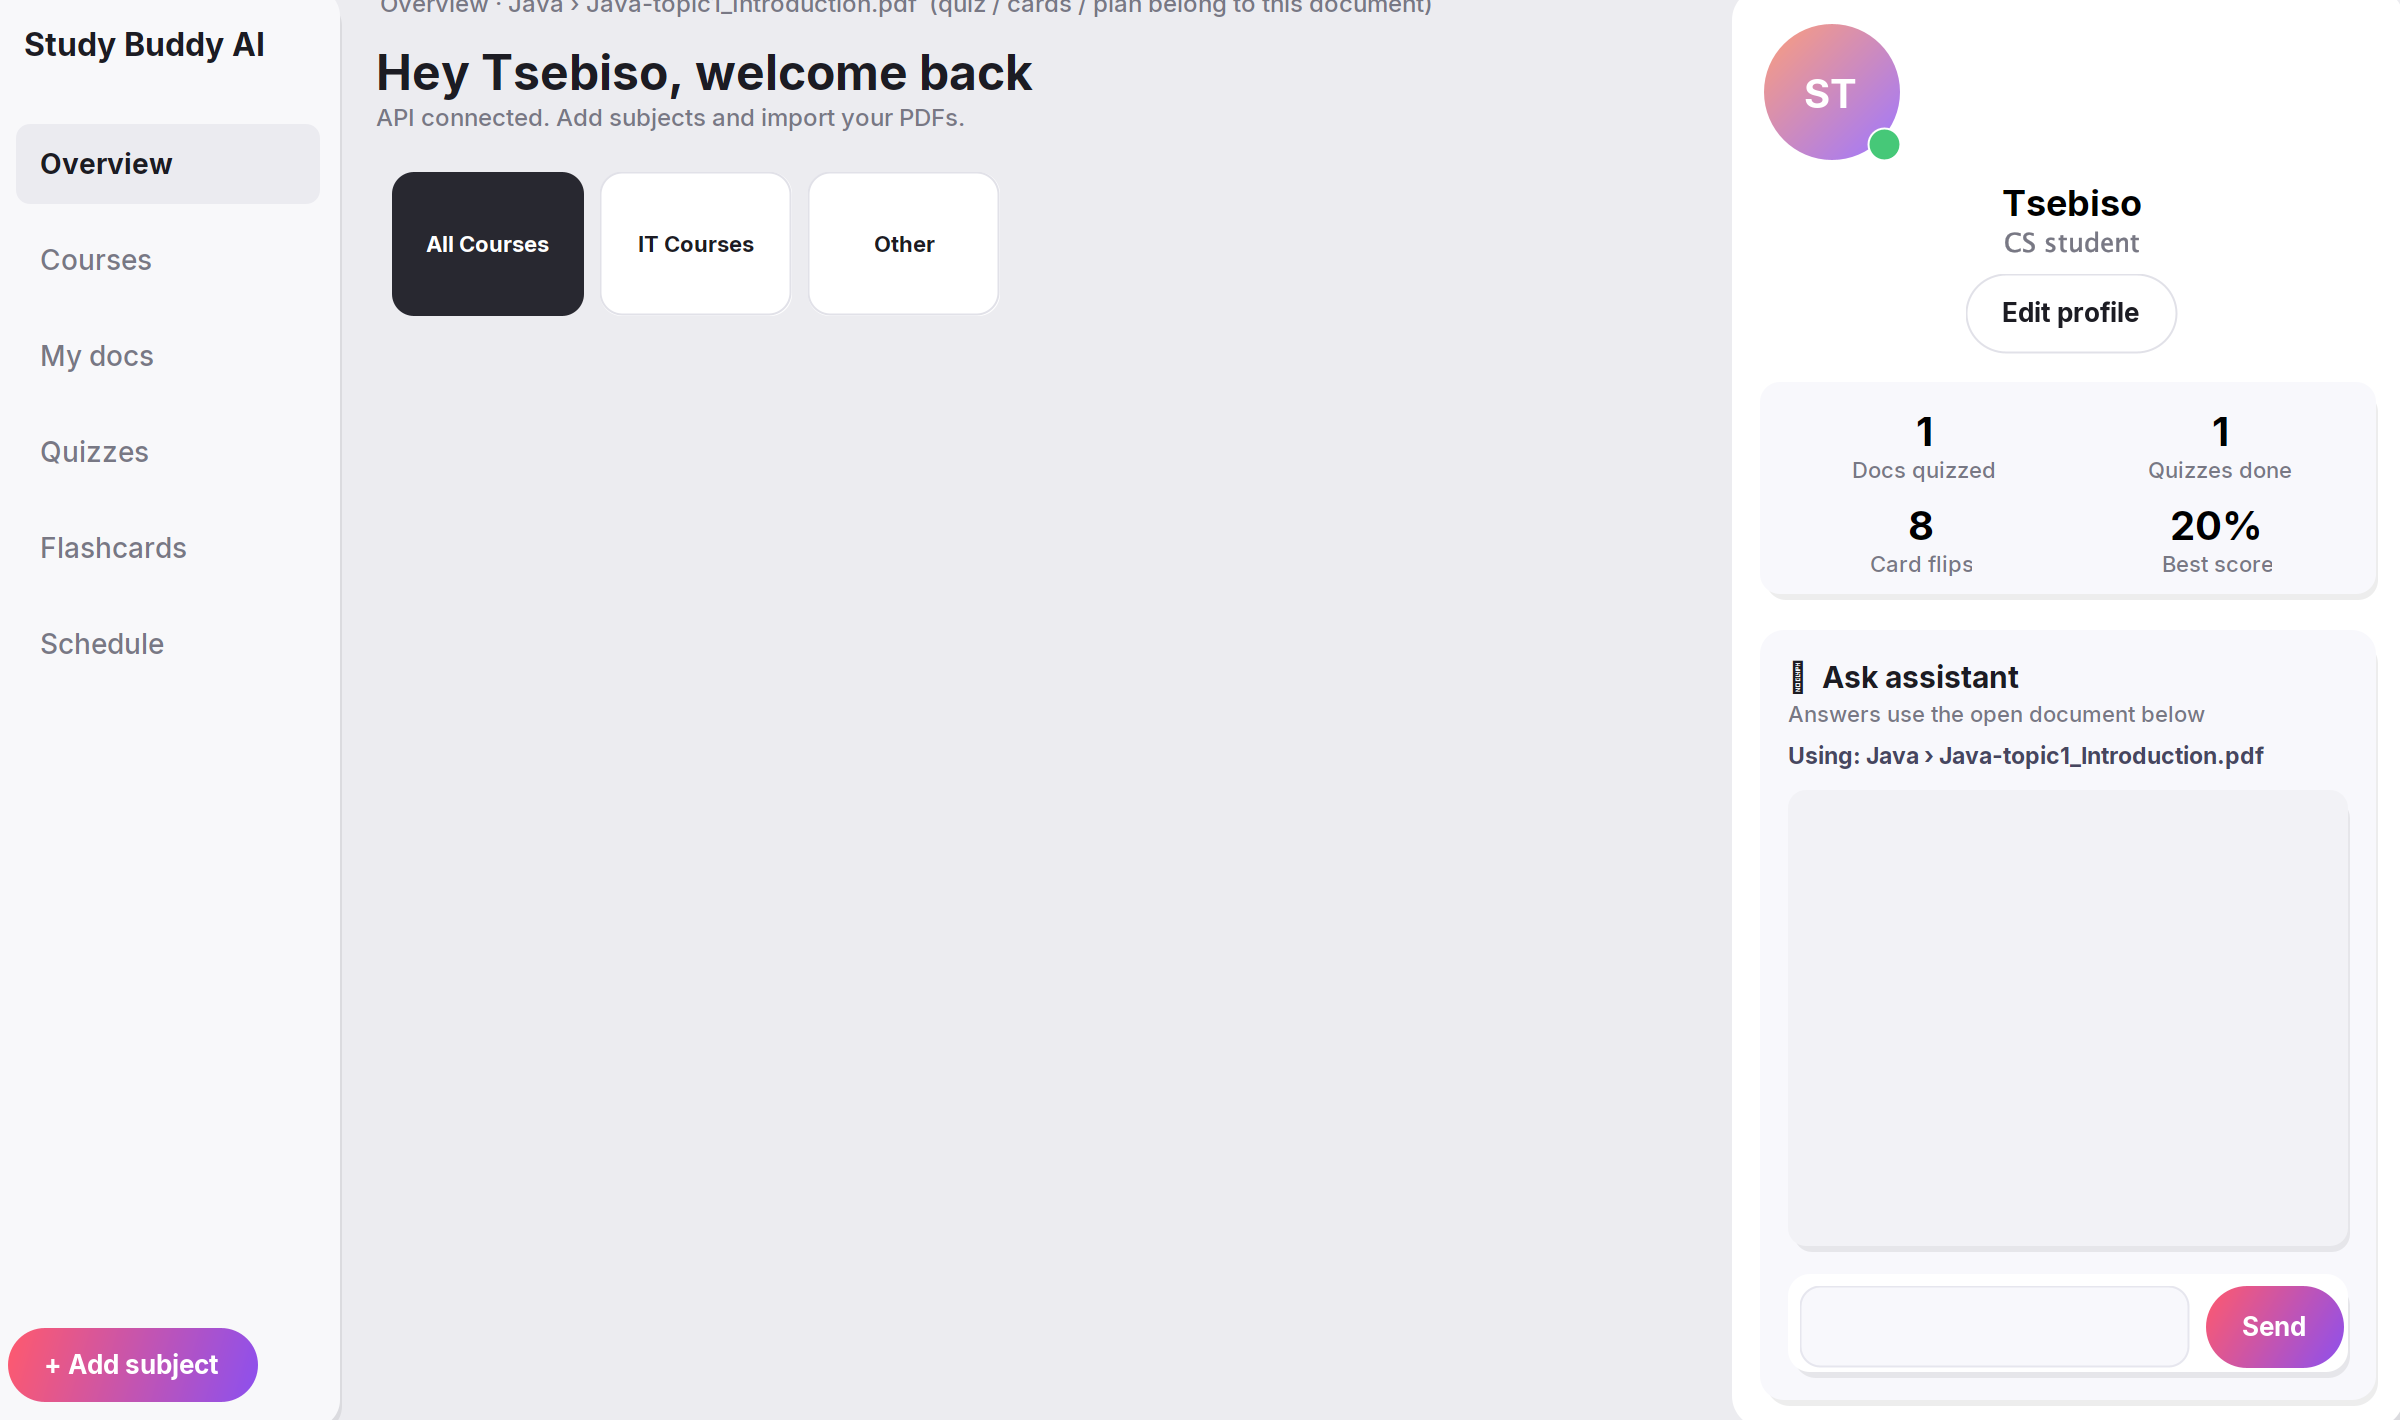 Study Buddy AI
Overview
Courses
My docs
Quizzes
Flashcards
Schedule
+ Add subject
Overview · Java › Java-topic1_Introduction.pdf (quiz / cards / plan belong to this document)
Hey Tsebiso, welcome back
API connected. Add subjects and import your PDFs.
All Courses
IT Courses
Other
ST
Tsebiso
CS student
Edit profile
1
Docs quizzed
1
Quizzes done
8
Card flips
20%
Best score
Ask assistant
Answers use the open document below
Using: Java › Java-topic1_Introduction.pdf
Send